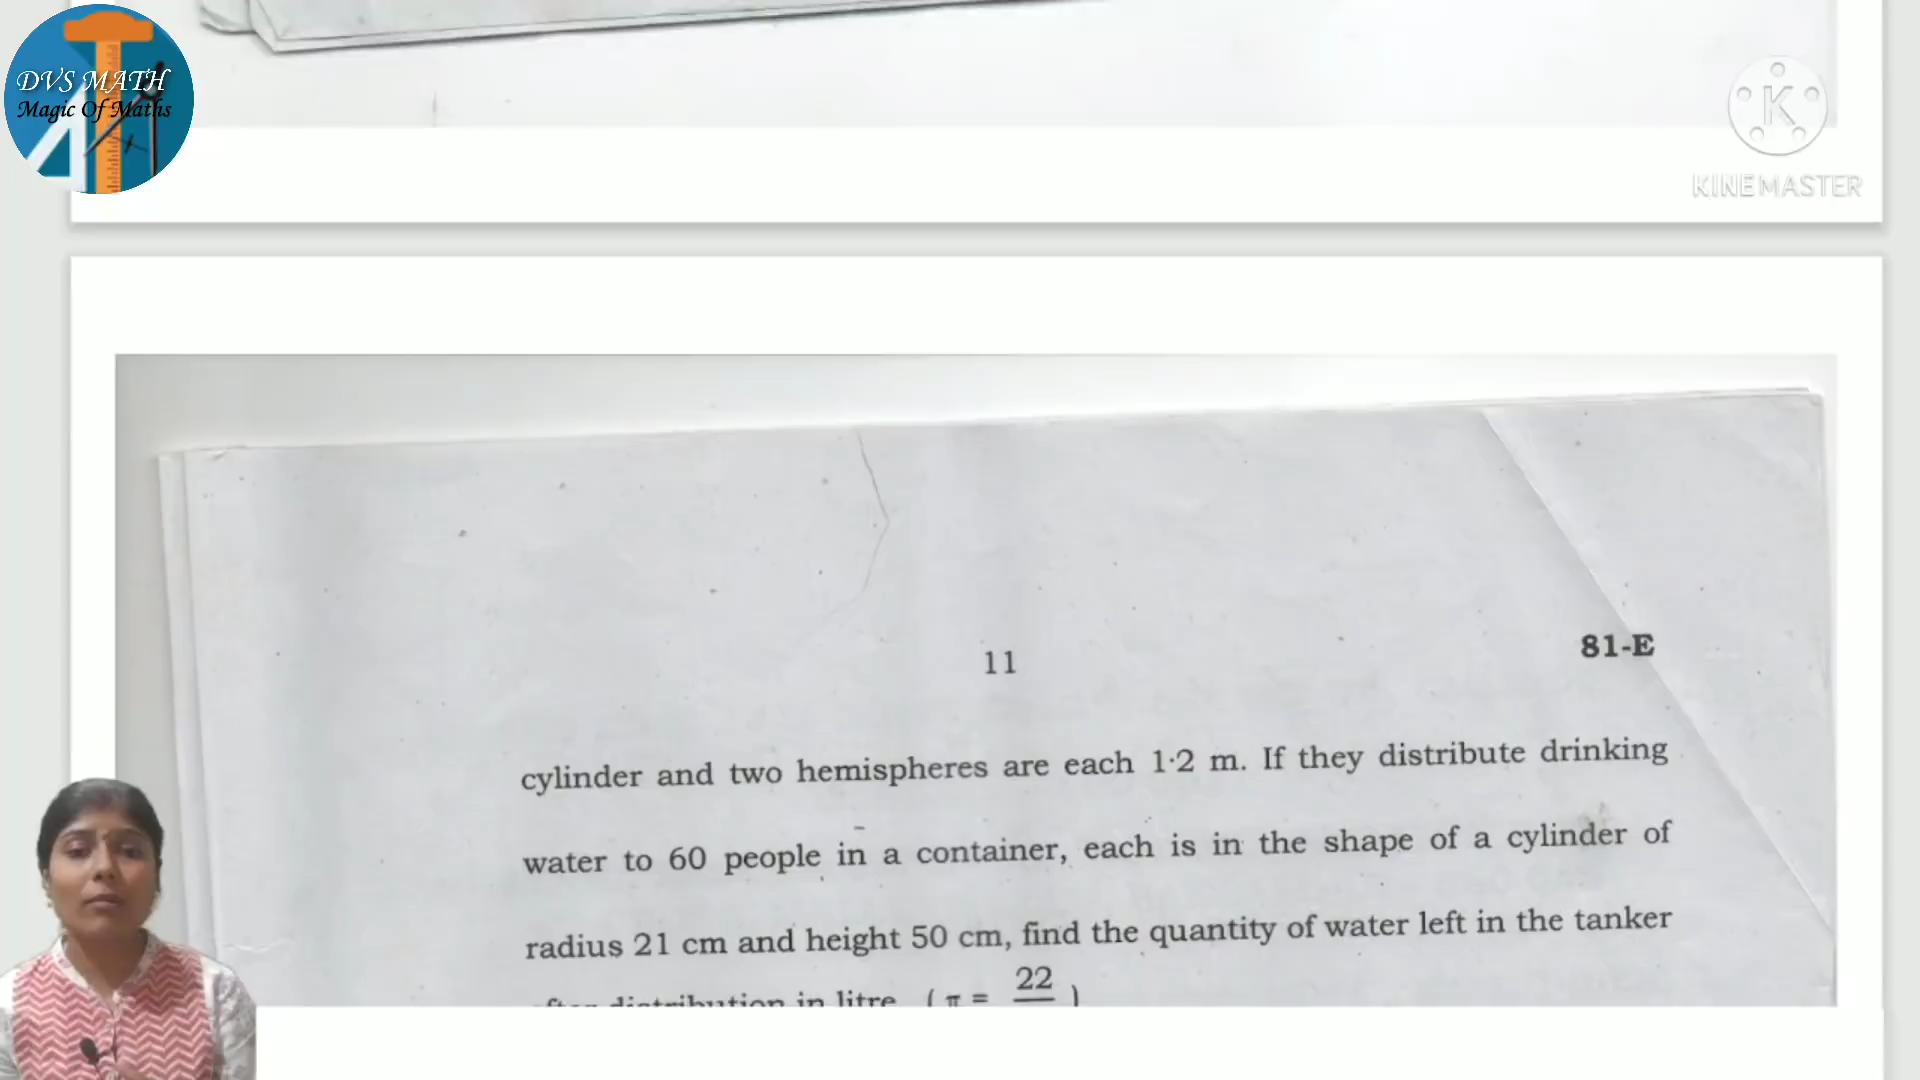 DVS MATH
Magic Of Maths
KINEMASTER
11
81-E
cylinder and two hemispheres are each 1·2 m. If they distribute drinking
water to 60 people in a container, each is in the shape of a cylinder of
radius 21 cm and height 50 cm, find the quantity of water left in the tanker
after distribution in litre. ( π = 22 )